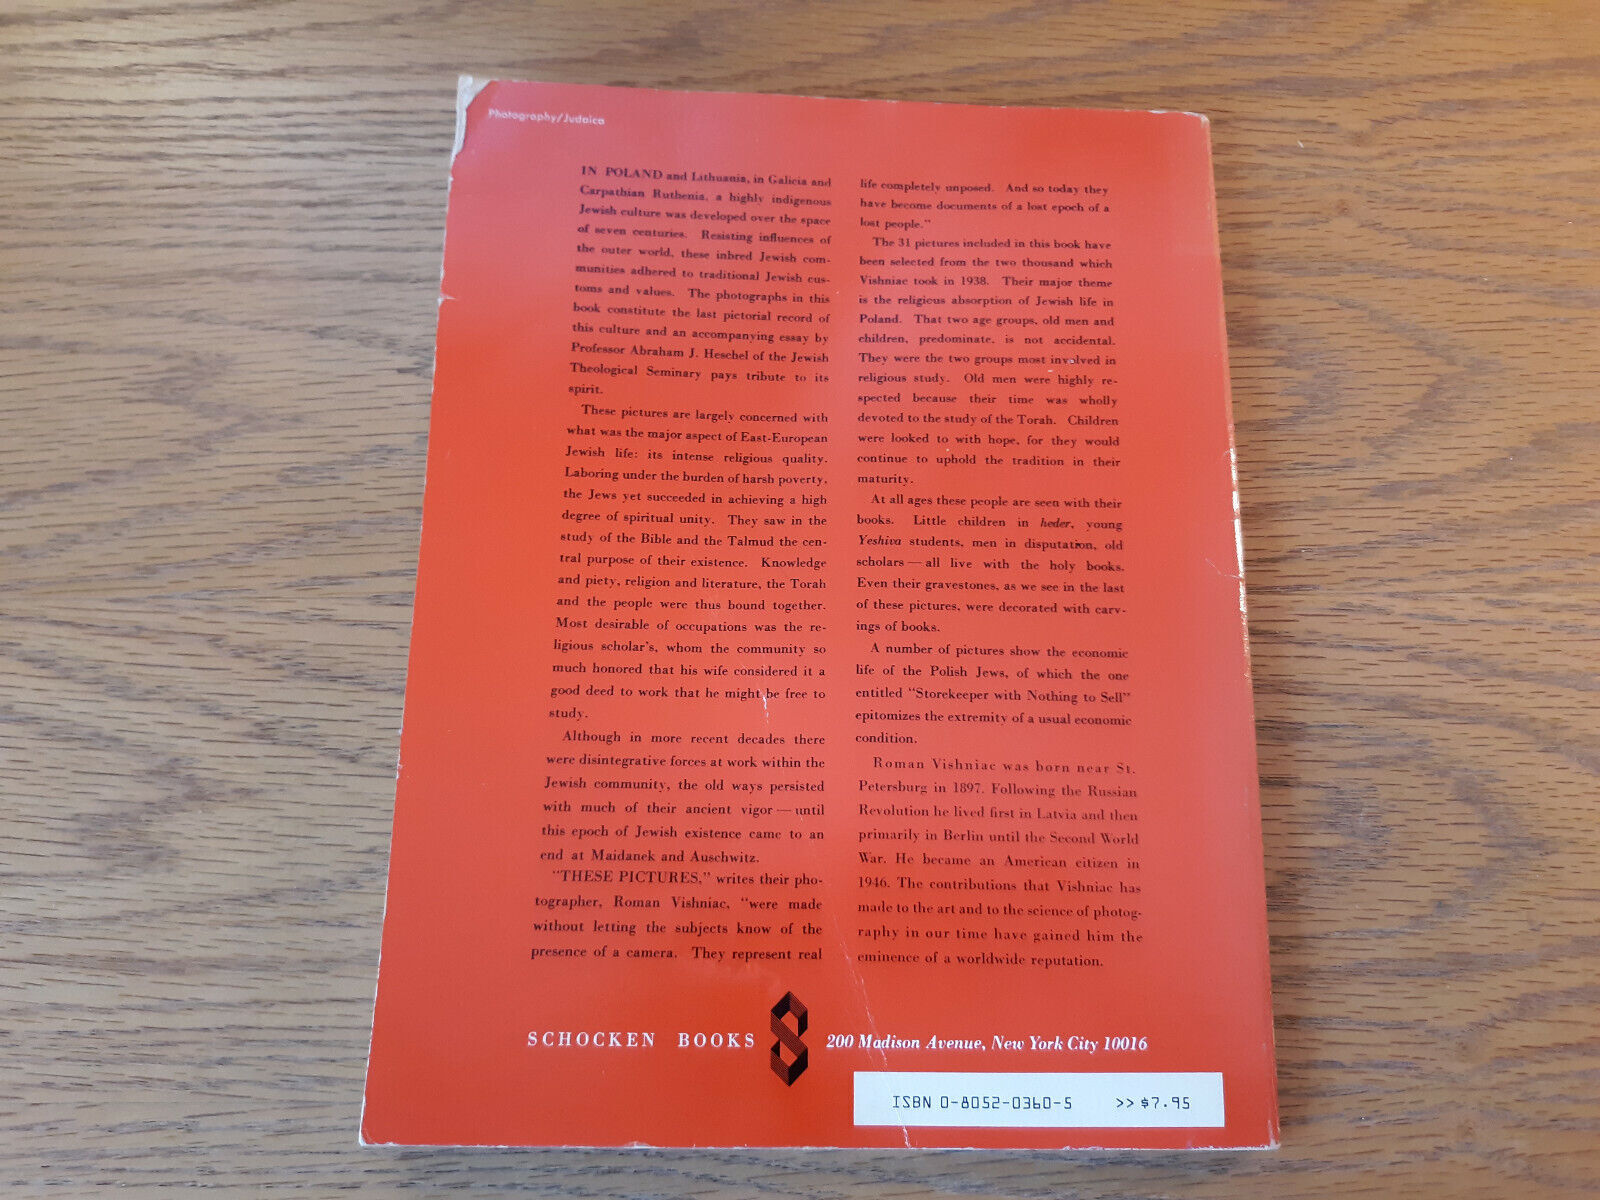 Photography/Judaica
IN POLAND and Lithuania, in Galicia and
Carpathian Ruthenia, a highly indigenous
Jewish culture was developed over the space
of seven centuries. Resisting influences of
the outer world, these inbred Jewish com-
munities adhered to traditional Jewish cus-
toms and values. The photographs in this
book constitute the last pictorial record of
this culture and an accompanying essay by
Professor Abraham J. Heschel of the Jewish
Theological Seminary pays tribute to its
spirit.
These pictures are largely concerned with
what was the major aspect of East-European
Jewish life: its intense religious quality.
Laboring under the burden of harsh poverty,
the Jews yet succeeded in achieving a high
degree of spiritual unity. They saw in the
study of the Bible and the Talmud the cen-
tral purpose of their existence. Knowledge
and piety, religion and literature, the Torah
and the people were thus bound together.
Most desirable of occupations was the re-
ligious scholar's, whom the community so
much honored that his wife considered it a
good deed to work that he might be free to
study.
Although in more recent decades there
were disintegrative forces at work within the
Jewish community, the old ways persisted
with much of their ancient vigor — until
this epoch of Jewish existence came to an
end at Maidanek and Auschwitz.
"THESE PICTURES," writes their pho-
tographer, Roman Vishniac, "were made
without letting the subjects know of the
presence of a camera. They represent real
life completely unposed. And so today they
have become documents of a lost epoch of a
lost people."
The 31 pictures included in this book have
been selected from the two thousand which
Vishniac took in 1938. Their major theme
is the religious absorption of Jewish life in
Poland. That two age groups, old men and
children, predominate, is not accidental.
They were the two groups most involved in
religious study. Old men were highly re-
spected because their time was wholly
devoted to the study of the Torah. Children
were looked to with hope, for they would
continue to uphold the tradition in their
maturity.
At all ages these people are seen with their
books. Little children in heder, young
Yeshiva students, men in disputation, old
scholars — all live with the holy books.
Even their gravestones, as we see in the last
of these pictures, were decorated with carv-
ings of books.
A number of pictures show the economic
life of the Polish Jews, of which the one
entitled "Storekeeper with Nothing to Sell"
epitomizes the extremity of a usual economic
condition.
Roman Vishniac was born near St.
Petersburg in 1897. Following the Russian
Revolution he lived first in Latvia and then
primarily in Berlin until the Second World
War. He became an American citizen in
1946. The contributions that Vishniac has
made to the art and to the science of photog-
raphy in our time have gained him the
eminence of a worldwide reputation.
SCHOCKEN BOOKS 200 Madison Avenue, New York City 10016
ISBN 0-8052-0360-5 >> $7.95